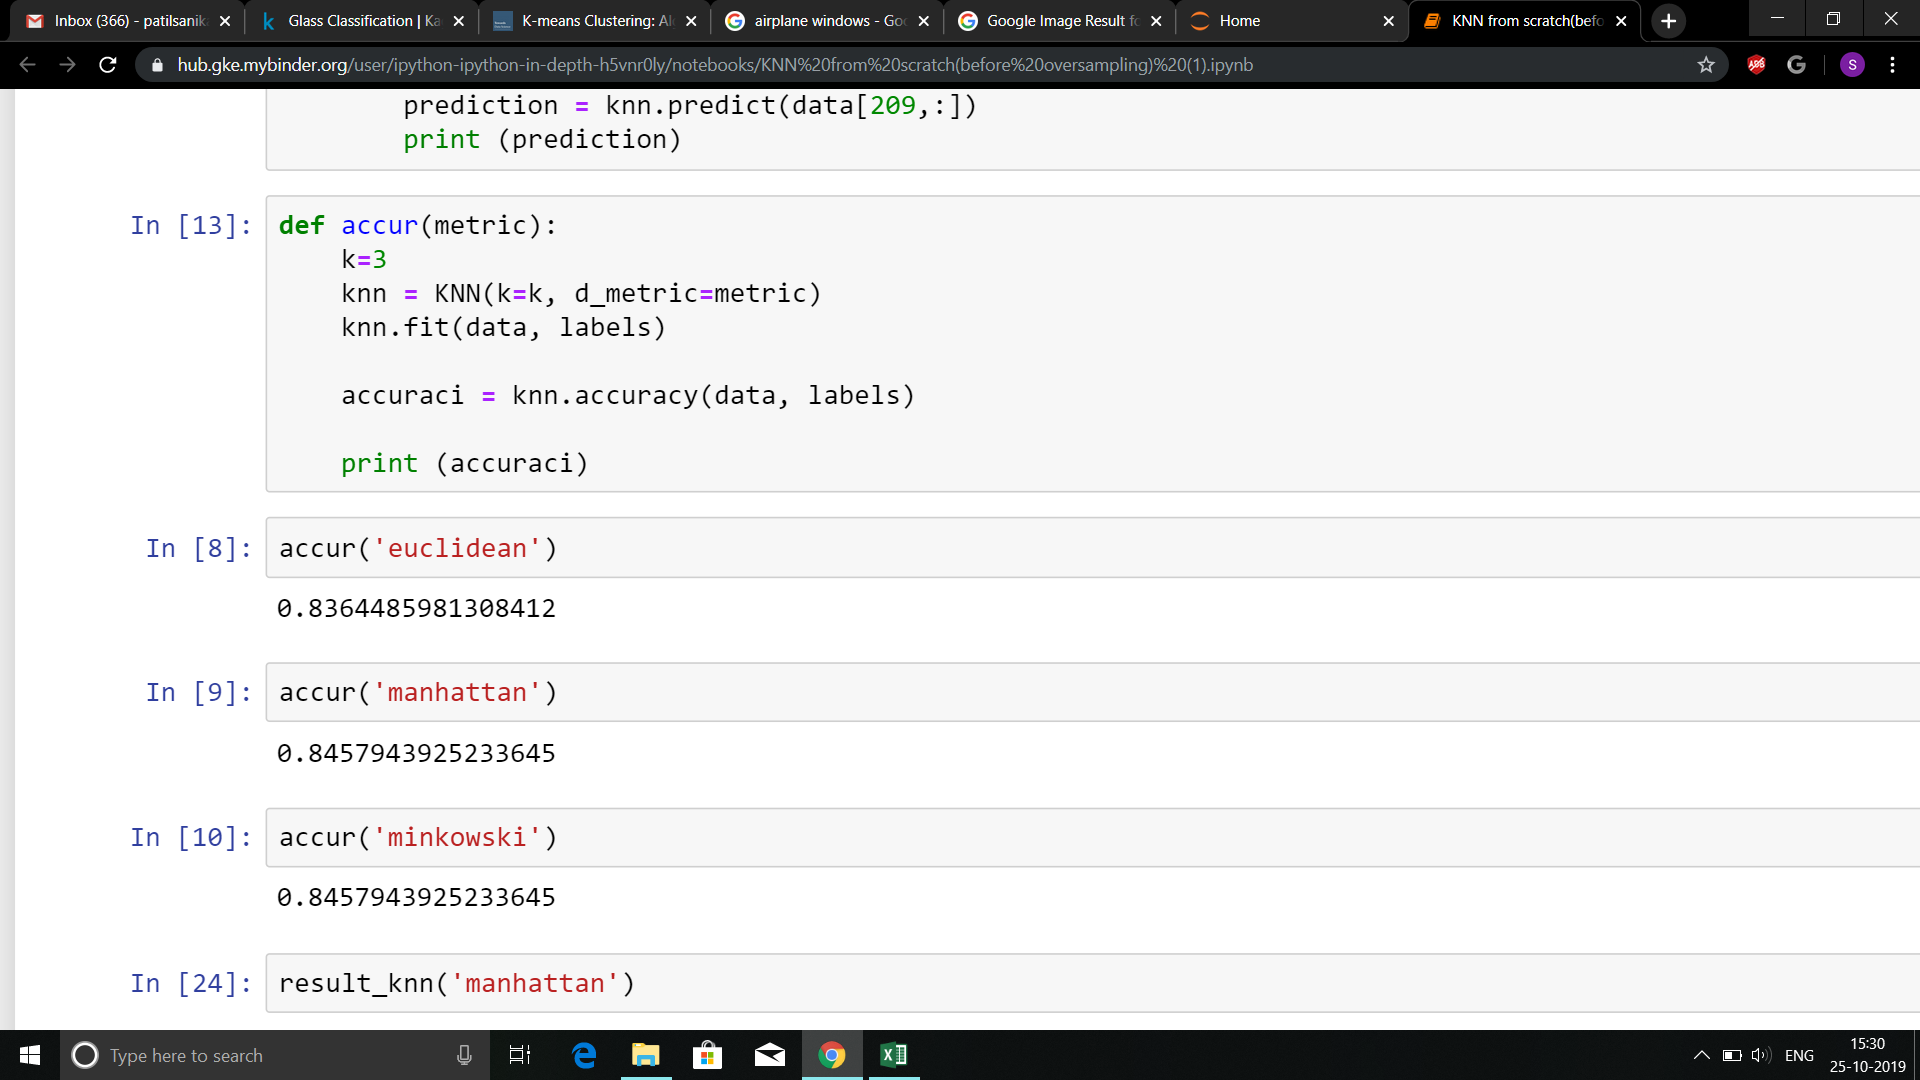 Inbox (366) - patilsanik
Glass Classification | Ka
K-means Clustering: Al
airplane windows - Goo
Google Image Result fo
Home
KNN from scratch(befo
hub.gke.mybinder.org/user/ipython-ipython-in-depth-h5vnr0ly/notebooks/KNN%20from%20scratch(before%20oversampling)%20(1).ipynb
S
prediction = knn.predict(data[209,:])
print (prediction)
In [13]: def accur(metric):
k=3
knn = KNN(k=k, d_metric=metric)
knn.fit(data, labels)
accuraci = knn.accuracy(data, labels)
print (accuraci)
In [8]: accur('euclidean')
0.8364485981308412
In [9]: accur('manhattan')
0.8457943925233645
In [10]: accur('minkowski')
0.8457943925233645
In [24]: result_knn('manhattan')
Type here to search
ENG
15:30
25-10-2019